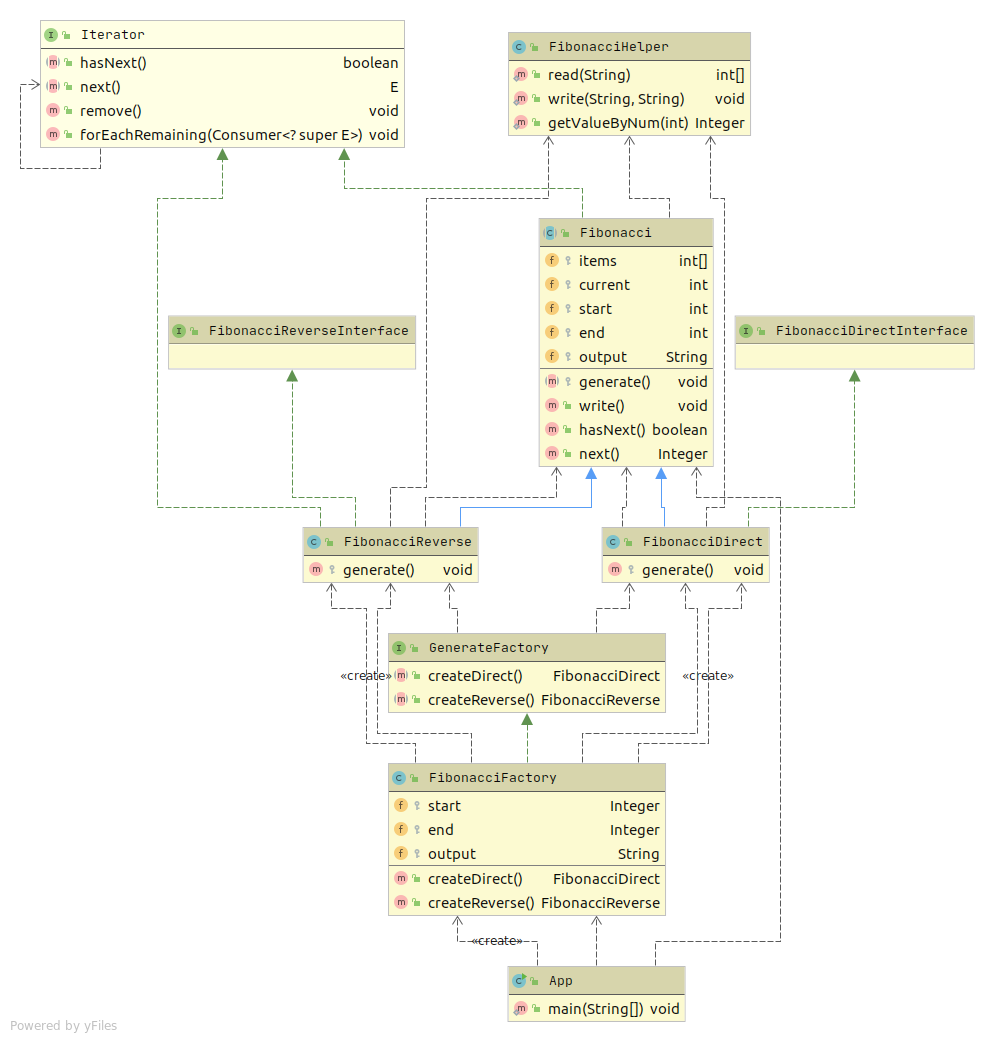 Iterator
hasNext() boolean
next() E
remove() void
forEachRemaining(Consumer<? super E>) void
FibonacciHelper
read(String) int[]
write(String, String) void
getValueByNum(int) Integer
Fibonacci
items int[]
current int
start int
end int
output String
generate() void
write() void
hasNext() boolean
next() Integer
FibonacciReverseInterface
FibonacciDirectInterface
FibonacciReverse
generate() void
FibonacciDirect
generate() void
GenerateFactory
createDirect() FibonacciDirect
createReverse() FibonacciReverse
«create»
«create»
FibonacciFactory
start Integer
end Integer
output String
createDirect() FibonacciDirect
createReverse() FibonacciReverse
«create»
App
main(String[]) void
Powered by yFiles